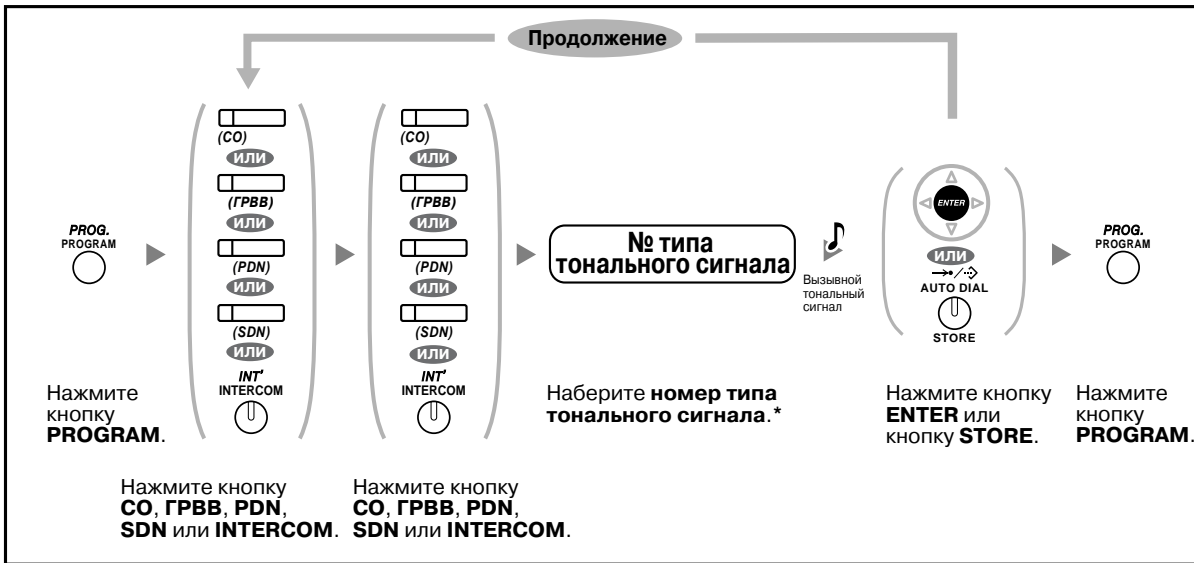 Продолжение
PROG.
PROGRAM
(CO)
ИЛИ
(ГРВВ)
ИЛИ
(PDN)
ИЛИ
(SDN)
ИЛИ
INT'
INTERCOM
(CO)
ИЛИ
(ГРВВ)
ИЛИ
(PDN)
ИЛИ
(SDN)
ИЛИ
INT'
INTERCOM
№ типа
тонального сигнала
Вызывной
тональный
сигнал
ENTER
ИЛИ
AUTO DIAL
STORE
PROG.
PROGRAM
Нажмите
кнопку
PROGRAM.
Нажмите кнопку
CO, ГРВВ, PDN,
SDN или INTERCOM.
Нажмите кнопку
CO, ГРВВ, PDN,
SDN или INTERCOM.
Наберите номер типа
тонального сигнала.*
Нажмите кнопку
ENTER или
кнопку STORE.
Нажмите
кнопку
PROGRAM.